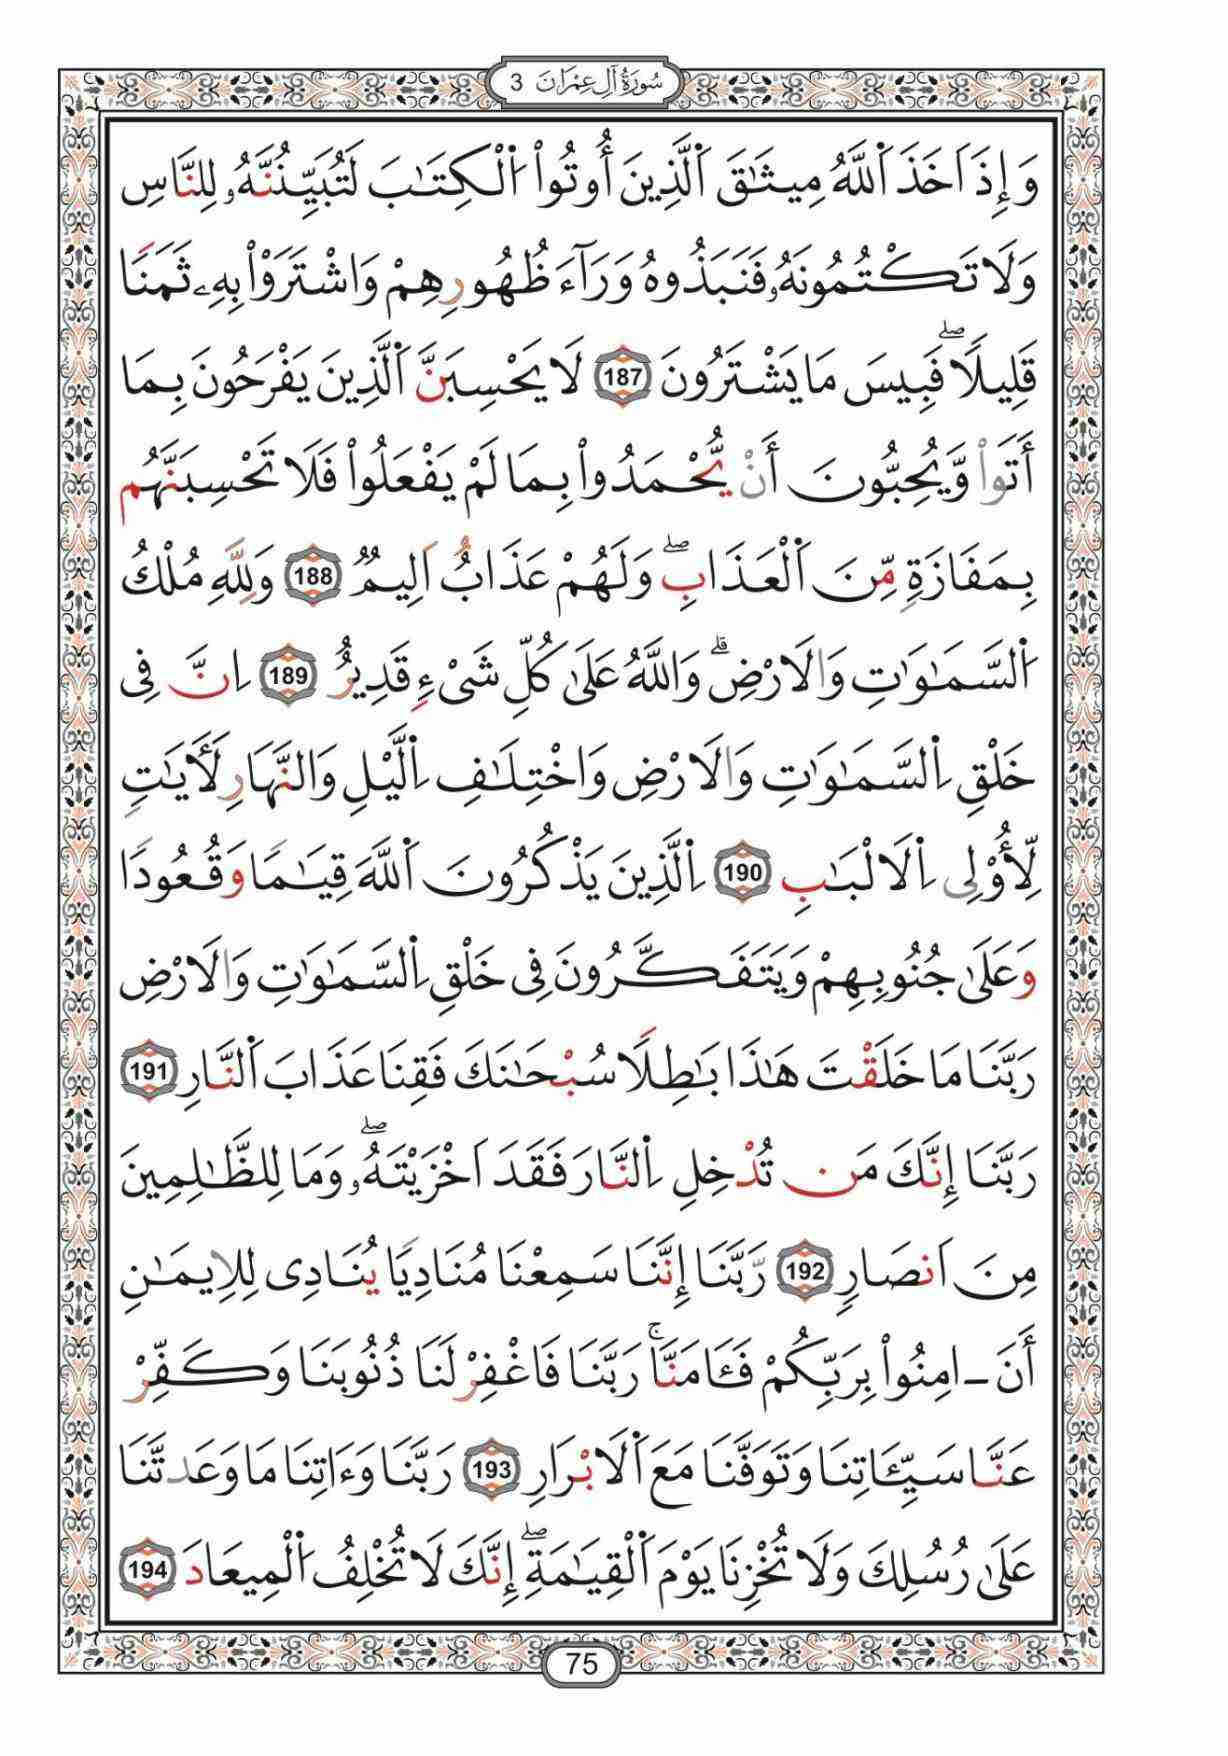 سُورَةُ آلِ عِمْرَانَ 3
وَإِذَ اَخَذَ اَللَّهُ مِيثَٰقَ اَلَّذِينَ أُوتُواْ اُلْكِتَٰبَ لَتُبَيِّنُنَّهُۥ لِلنَّاسِ
وَلَا تَكْتُمُونَهُۥ فَنَبَذُوهُ وَرَآءَ ظُهُورِهِمْ وَاشْتَرَوْاْ بِهِۦ ثَمَنًا
قَلِيلًاۖ فَبِيسَ مَا يَشْتَرُونَ 187 لَا يَحْسِبَنَّ اَلَّذِينَ يَفْرَحُونَ بِمَا
أَتَواْ وَّيُحِبُّونَ أَنْ يُّحْمَدُواْ بِمَا لَمْ يَفْعَلُواْ فَلَا تَحْسِبَنَّهُم
بِمَفَازَةٍ مِّنَ اَلْعَذَابِۖ وَلَهُمْ عَذَابٌ اَلِيمٌ 188 وَلِلَّهِ مُلْكُ
اُلسَّمَٰوَٰتِ وَالَارْضِۗ وَاللَّهُ عَلَىٰ كُلِّ شَىْءٍ قَدِيرٌ 189 اِنَّ فِى
خَلْقِ اِلسَّمَٰوَٰتِ وَالَارْضِ وَاخْتِلَٰفِ اِلَّيْلِ وَالنَّهَارِ لَأٓيَٰتٍ
لِّأُوْلِى اِلَالْبَٰبِ 190 اِلَّذِينَ يَذْكُرُونَ اَللَّهَ قِيَٰمًا وَقُعُودًا
وَعَلَىٰ جُنُوبِهِمْ وَيَتَفَكَّرُونَ فِى خَلْقِ اِلسَّمَٰوَٰتِ وَالَارْضِ
رَبَّنَا مَا خَلَقْتَ هَٰذَا بَٰطِلًا سُبْحَٰنَكَ فَقِنَا عَذَابَ اَلنَّارِ 191
رَبَّنَا إِنَّكَ مَن تُدْخِلِ اِلنَّارَ فَقَدَ اَخْزَيْتَهُۥۖ وَمَا لِلظَّٰلِمِينَ
مِنَ اَنصَارٍ 192 رَّبَّنَا إِنَّنَا سَمِعْنَا مُنَادِيًا يُنَادِى لِلِايمَٰنِ
أَنَ ـ امِنُواْ بِرَبِّكُمْ فَـَٔامَنَّاۚ رَبَّنَا فَاغْفِرْ لَنَا ذُنُوبَنَا وَكَفِّرْ
عَنَّا سَيِّـَٔاتِنَا وَتَوَفَّنَا مَعَ اَلَابْرَارِ 193 رَبَّنَا وَءَاتِنَا مَا وَعَدتَّنَا
عَلَىٰ رُسُلِكَ وَلَا تُخْزِنَا يَوْمَ اَلْقِيَٰمَةِۖ إِنَّكَ لَا تُخْلِفُ اُلْمِيعَادَ 194
75